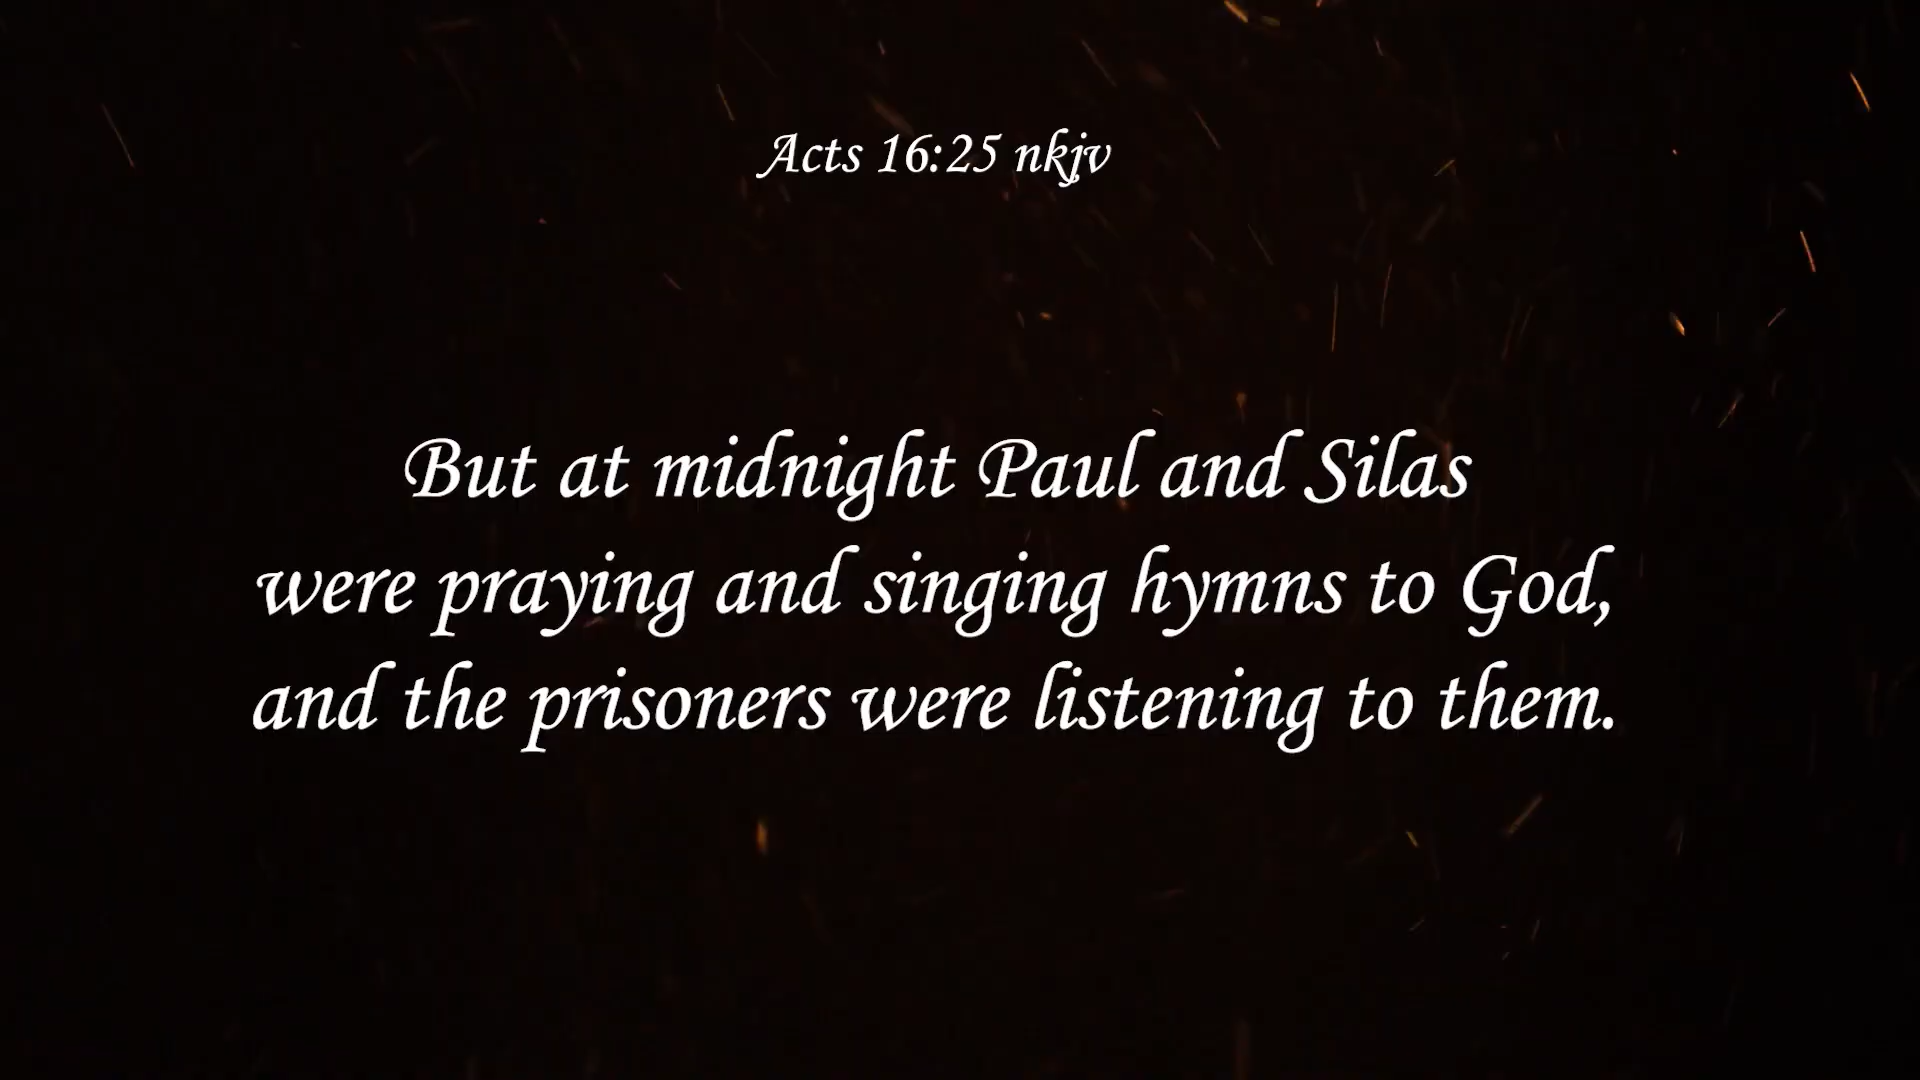 Acts 16:25 nkjv
But at midnight Paul and Silas
were praying and singing hymns to God,
and the prisoners were listening to them.